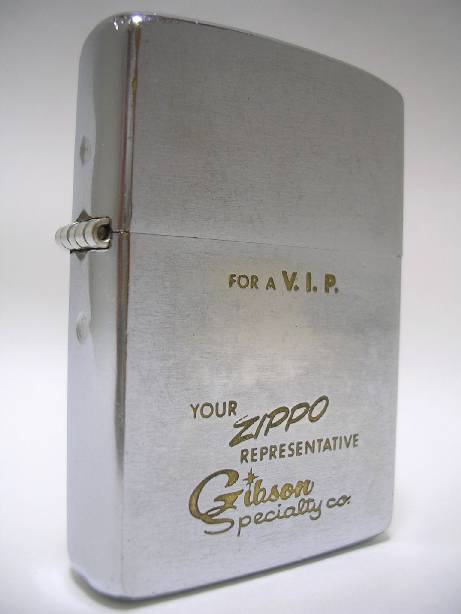 FOR A V.I.P.
YOUR
ZIPPO
REPRESENTATIVE
Gibson
Specialty co.